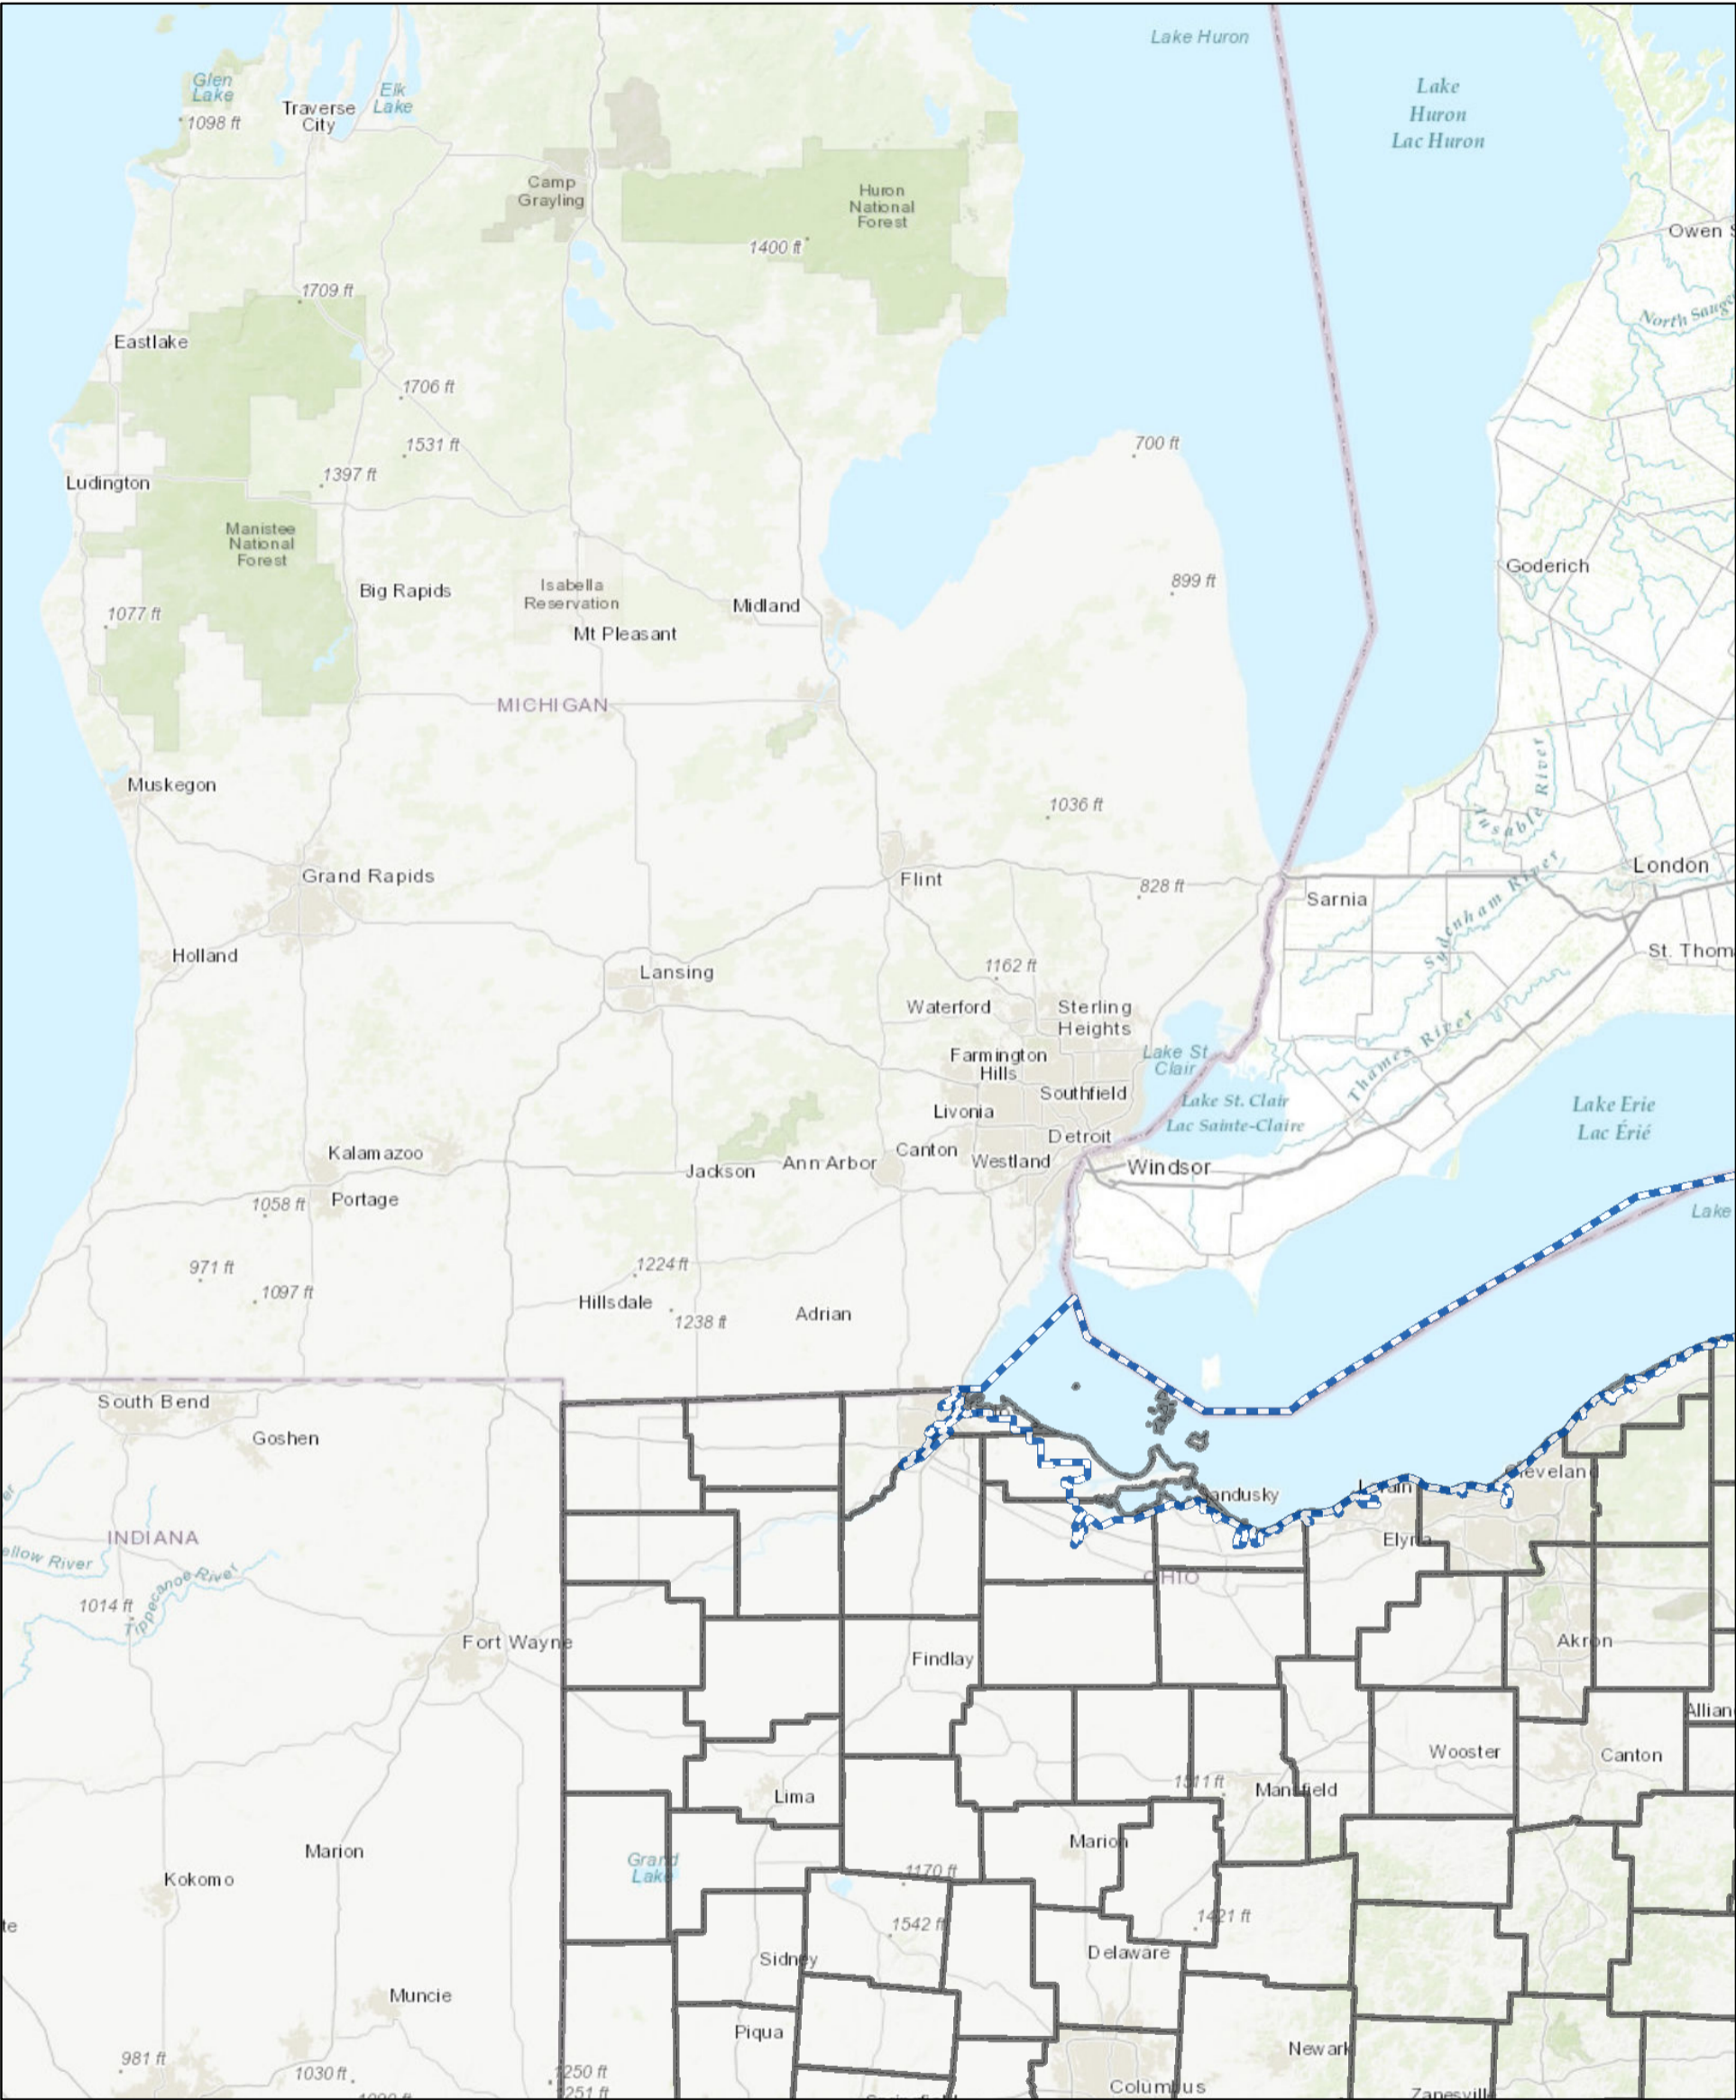 Lake Huron
Glen
Lake
1098 ft
Traverse
City
Elk
Lake
Lake
Huron
Lac Huron
Camp
Grayling
Huron
National
Forest
1400 ft
Owen
1709 ft
North Saug
Eastlake
1706 ft
1531 ft
700 ft
1397 ft
Ludington
Manistee
National
Forest
Goderich
899 ft
Big Rapids
Isabella
Reservation
Midland
1077 ft
Mt Pleasant
MICHIGAN
Muskegon
1036 ft
Ausable River
London
Grand Rapids
Flint
828 ft
Sarnia
Sydenham River
Holland
Lansing
1162 ft
St. Thom
Waterford
Sterling
Heights
Farmington
Hills
Lake St
Clair
Thames River
Southfield
Livonia
Lake St. Clair
Lac Sainte-Claire
Lake Erie
Lac Érié
Detroit
Kalamazoo
Jackson
Ann Arbor
Canton
Westland
Windsor
Portage
1058 ft
Lake
971 ft
1224 ft
1097 ft
Hillsdale
1238 ft
Adrian
South Bend
Goshen
Cleveland
Lorain
andusky
er
INDIANA
ellow River
Tippecanoe River
Elyria
OHIO
1014 ft
Fort Wayne
Findlay
Akron
Allian
Wooster
Canton
1511 ft
Lima
Mansfield
Marion
Marion
Kokomo
Grand
Lake
1170 ft
te
1542 ft
1421 ft
Sidney
Delaware
Muncie
Piqua
Newark
981 ft
1030 ft
1250 ft
1251 ft
Columbus
Zanesvill